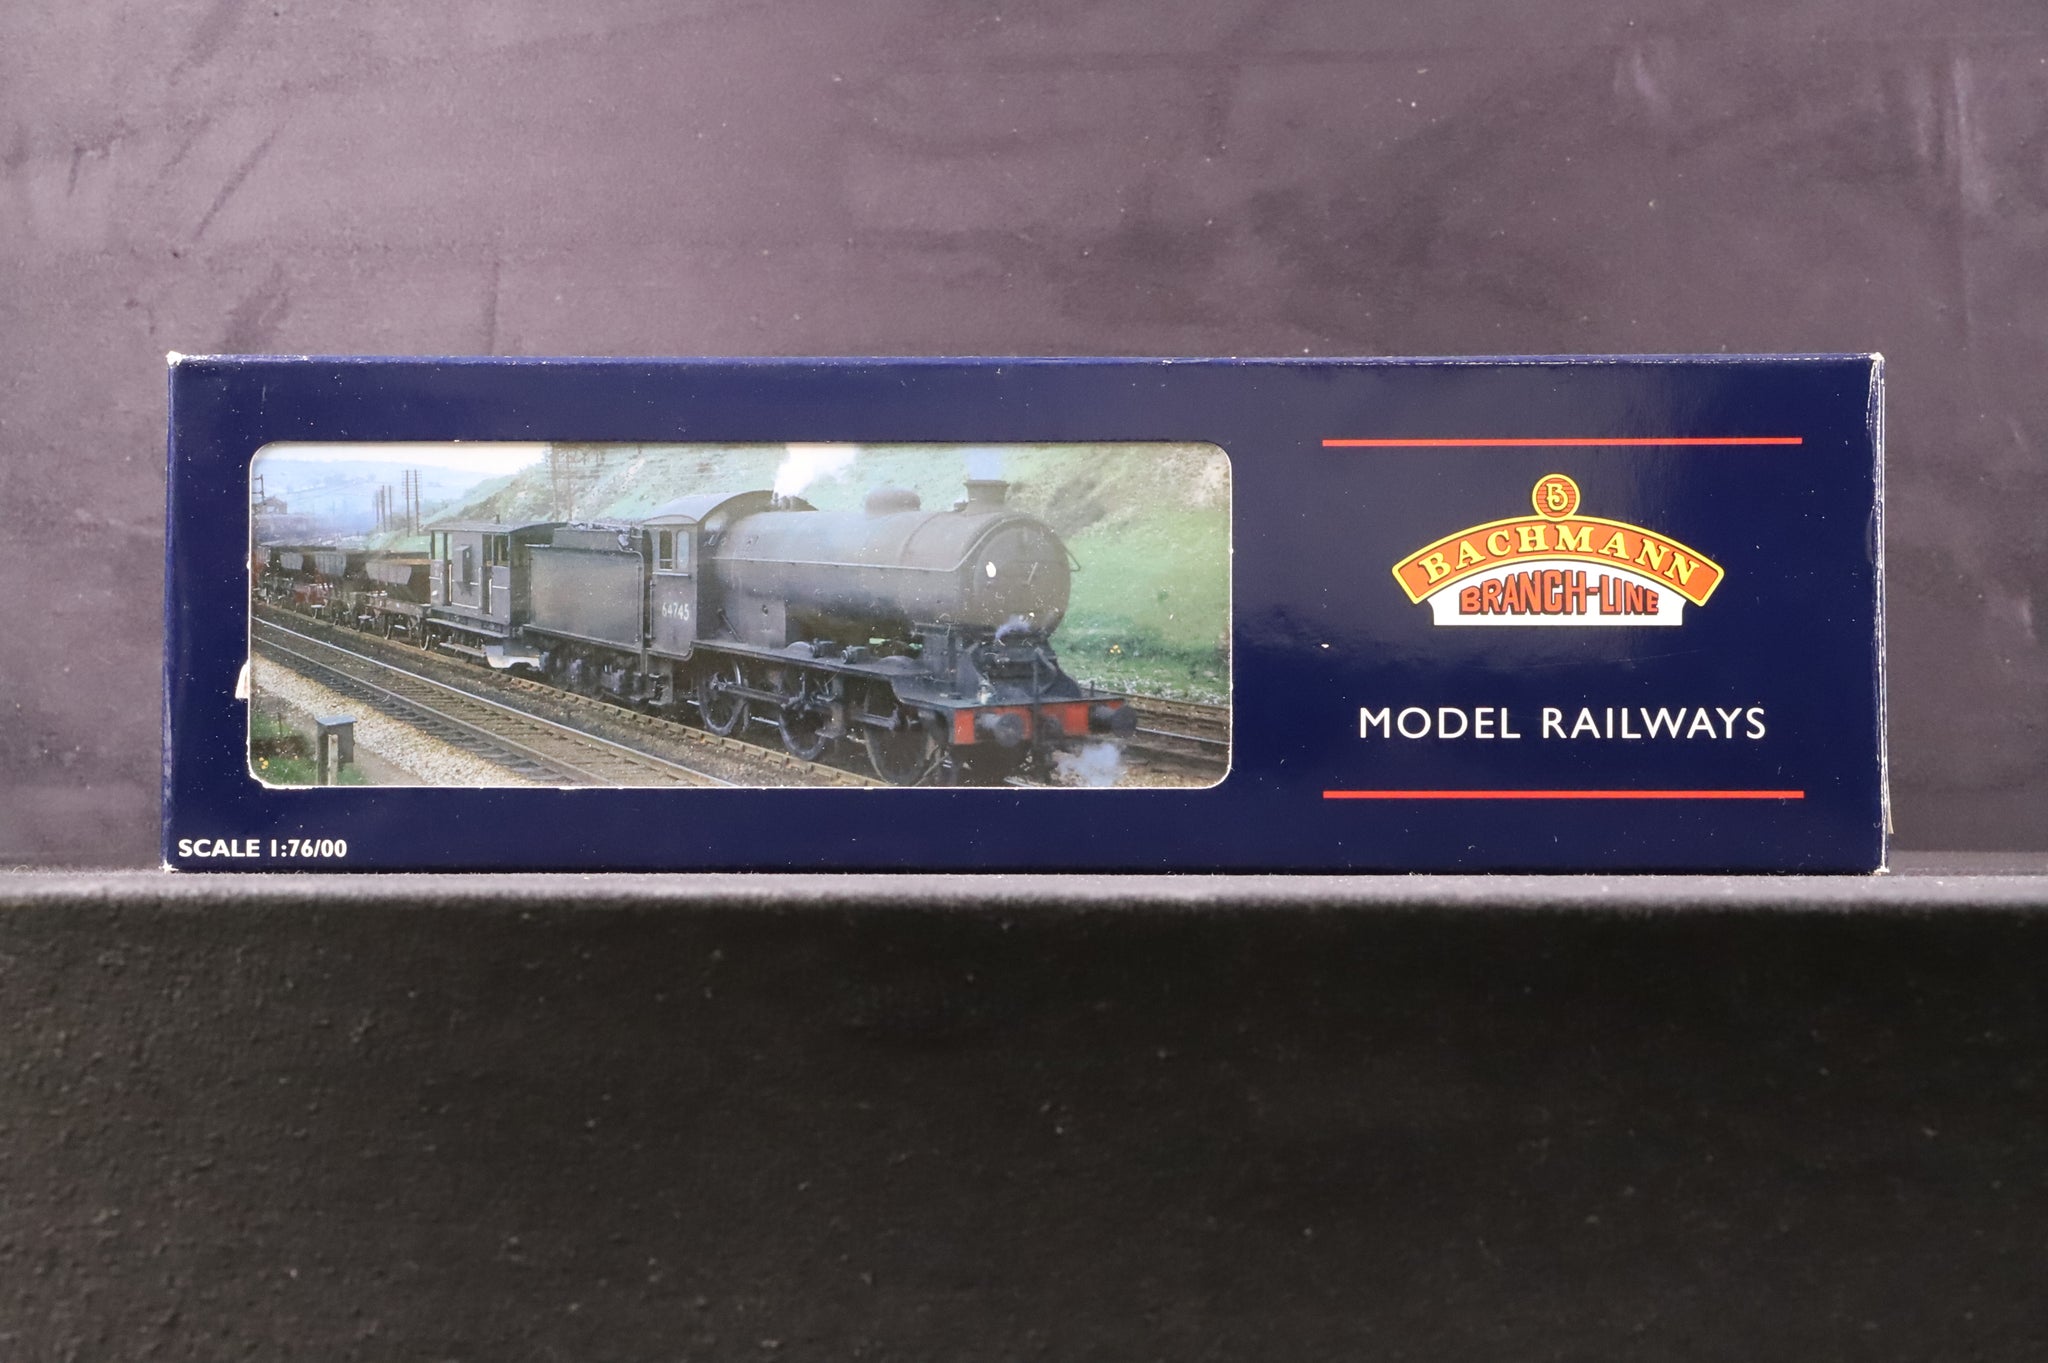 64745
B
BACHMANN
BRANCH-LINE
MODEL RAILWAYS
SCALE 1:76/00